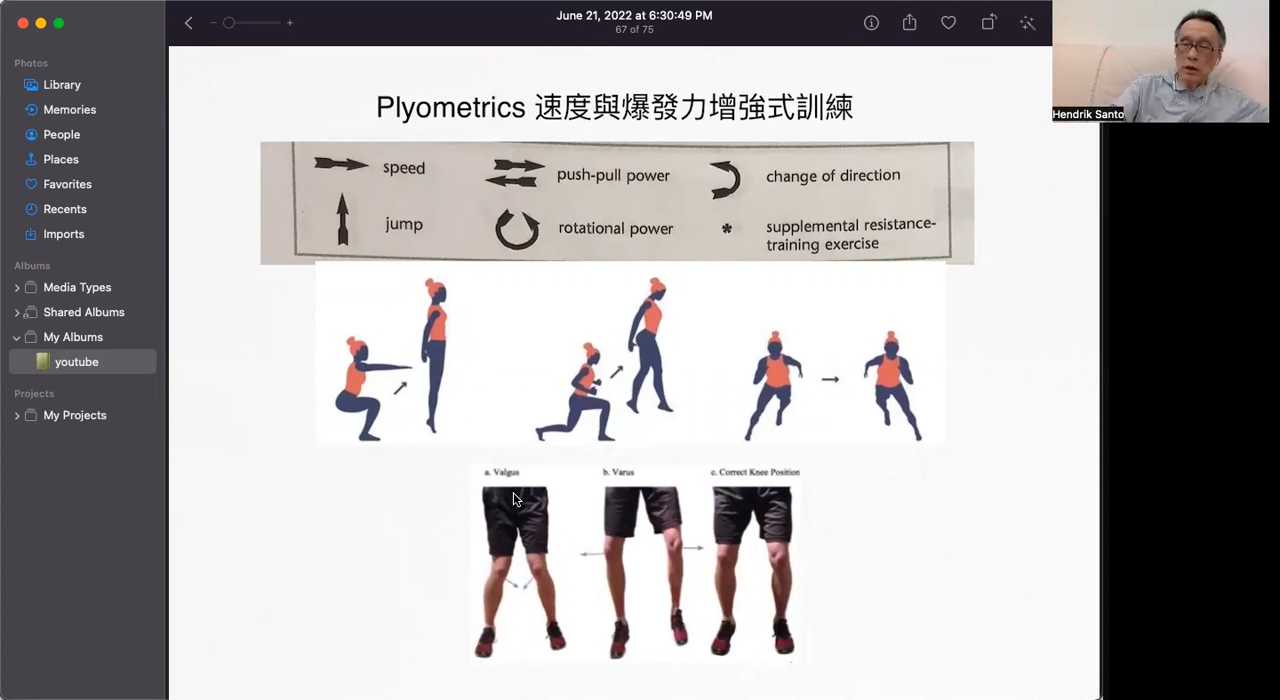 June 21, 2022 at 6:30:49 PM
67 of 75
Photos
Library
Memories
People
Places
Favorites
Recents
Imports
Albums
Media Types
Shared Albums
My Albums
youtube
Projects
My Projects
Hendrik Santo
Plyometrics 速度與爆發力增強式訓練
speed
push-pull power
change of direction
jump
rotational power
* supplemental resistance-
training exercise
a. Valgus
b. Varus
c. Correct Knee Position